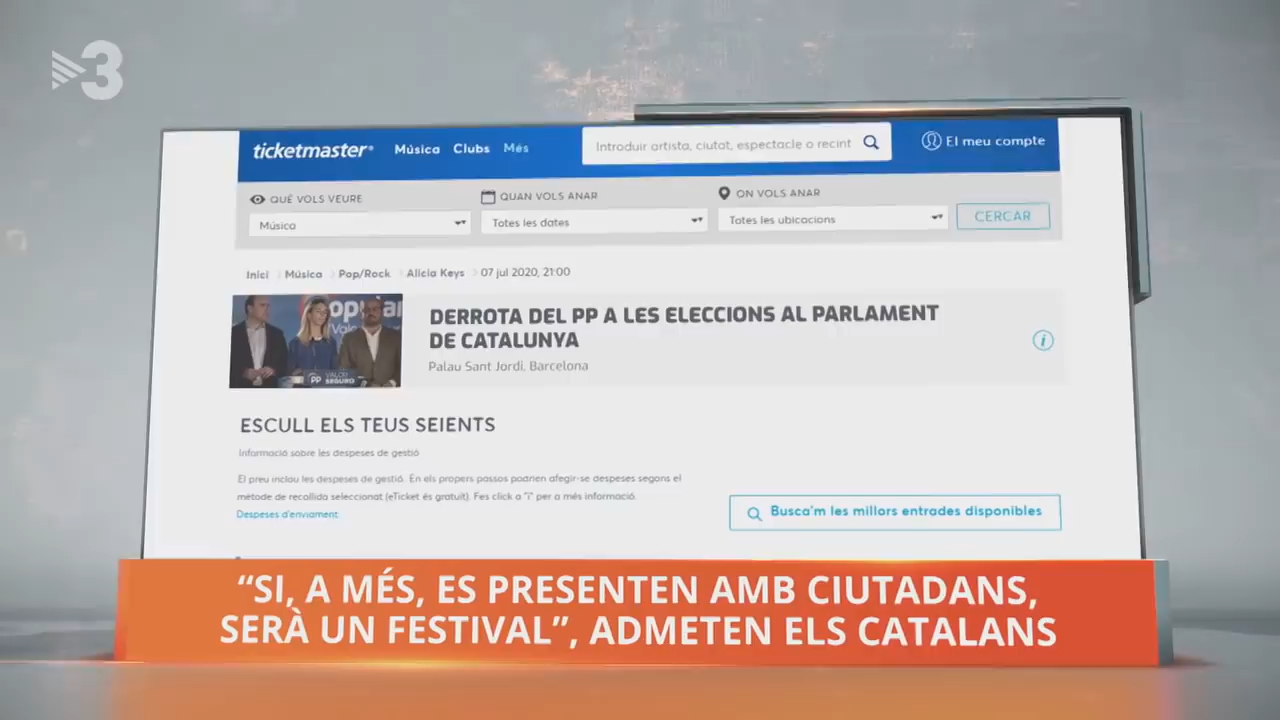 3
ticketmaster®
Música Clubs Més
Introduir artista, ciutat, espectacle o recint
El meu compte
QUÈ VOLS VEURE
QUAN VOLS ANAR
ON VOLS ANAR
Música
Totes les dates
Totes les ubicacions
CERCAR
Inici Música Pop/Rock Alicia Keys 07 jul 2020, 21:00
DERROTA DEL PP A LES ELECCIONS AL PARLAMENT
DE CATALUNYA
Palau Sant Jordi, Barcelona
i
PP VALOR
SEGURO
ESCULL ELS TEUS SEIENTS
Informació sobre les despeses de gestió
El preu inclou les despeses de gestió. En els propers passos podrien afegir-se despeses segons el
mètode de recollida seleccionat (eTicket és gratuït). Fes click a "i" per a més informació.
Despeses d'enviament
Busca'm les millors entrades disponibles
“SI, A MÉS, ES PRESENTEN AMB CIUTADANS,
SERÀ UN FESTIVAL”, ADMETEN ELS CATALANS